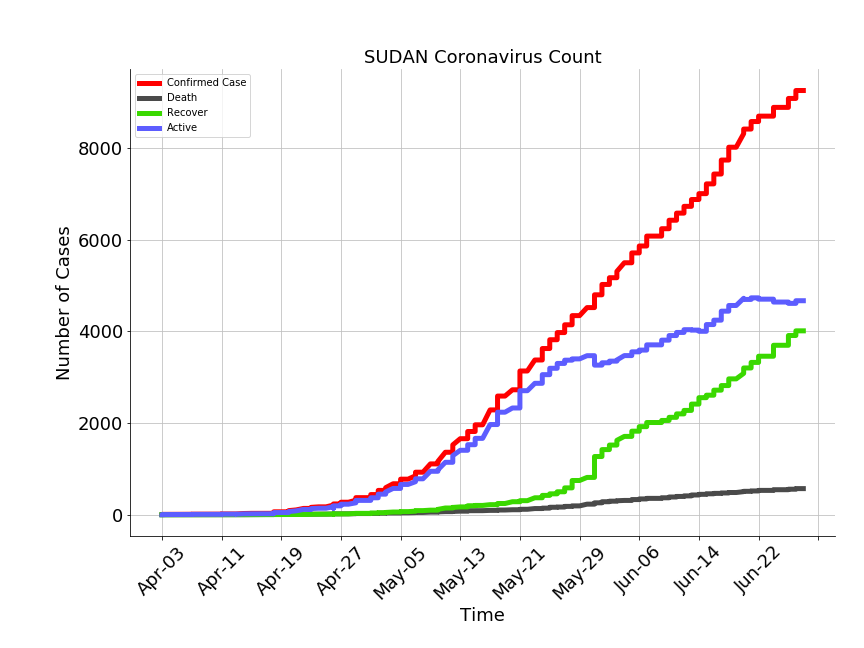 SUDAN Coronavirus Count
Confirmed Case
Death
Recover
Active
Number of Cases
8000
6000
4000
2000
0
Apr-03
Apr-11
Apr-19
Apr-27
May-05
May-13
May-21
May-29
Jun-06
Jun-14
Jun-22
Time